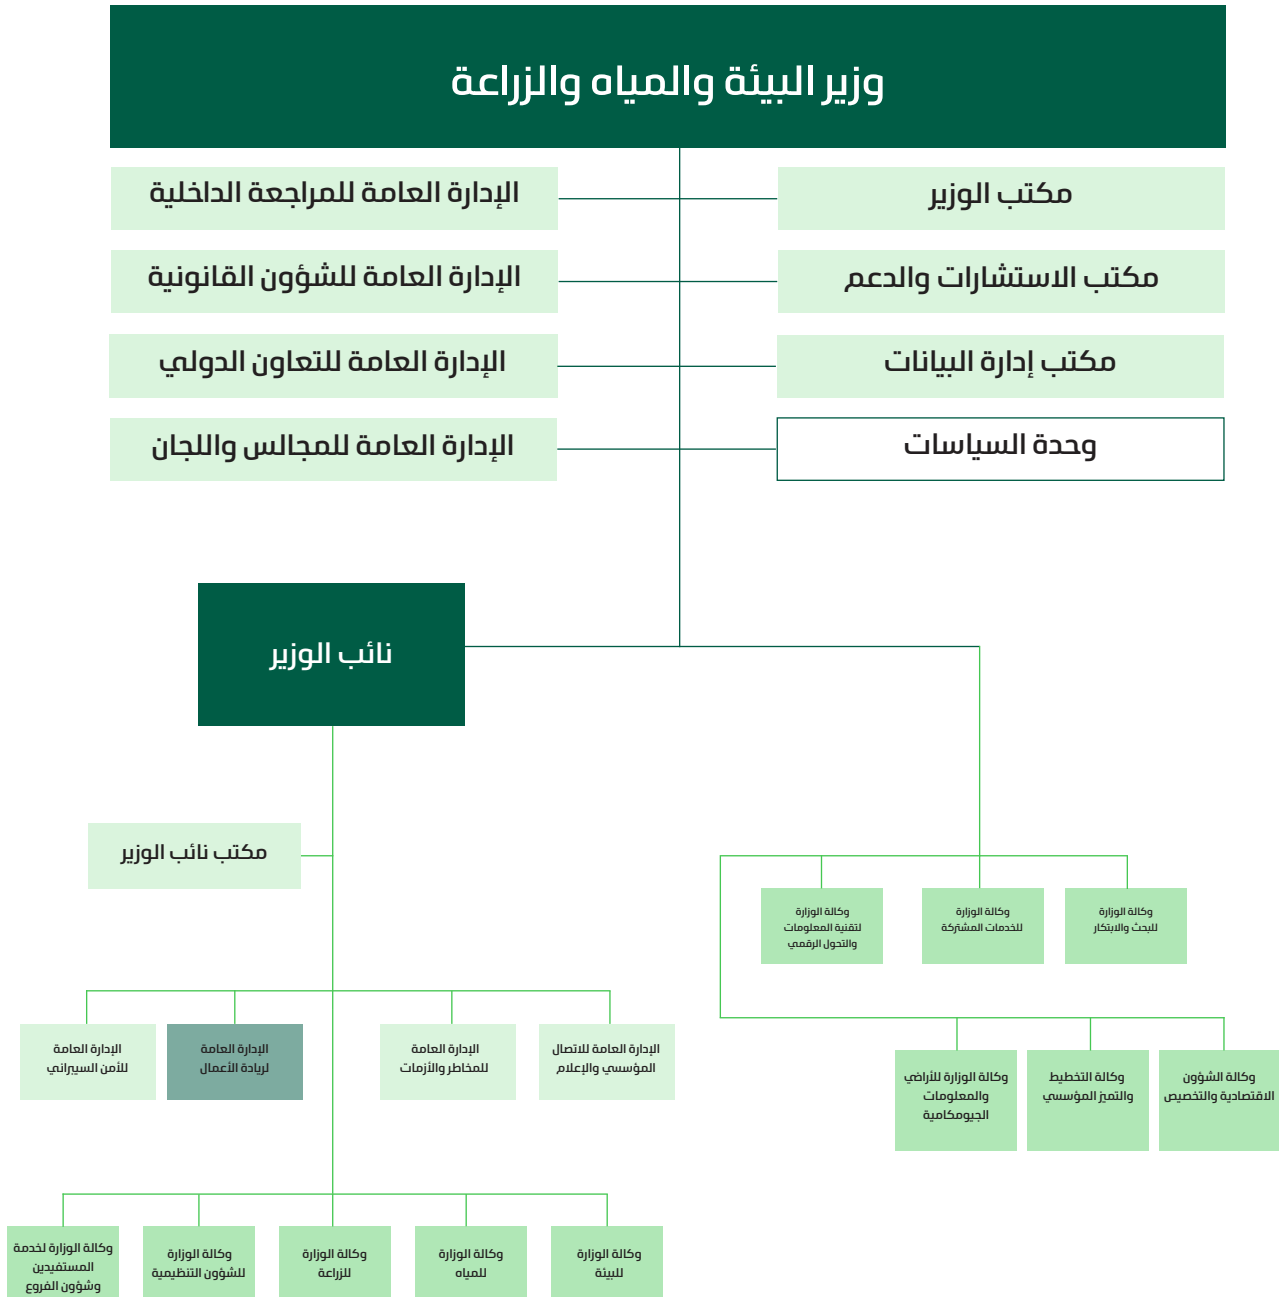 وزير البيئة والمياه والزراعة
مكتب الوزير
الإدارة العامة للمراجعة الداخلية
مكتب الاستشارات والدعم
الإدارة العامة للشؤون القانونية
مكتب إدارة البيانات
الإدارة العامة للتعاون الدولي
وحدة السياسات
الإدارة العامة للمجالس واللجان
نائب الوزير
مكتب نائب الوزير
وكالة الوزارة
للبحث والابتكار
وكالة الوزارة
للخدمات المشتركة
وكالة الوزارة
لتقنية المعلومات
والتحول الرقمي
وكالة الشؤون
الاقتصادية والتخصيص
وكالة التخطيط
والتميز المؤسسي
وكالة الوزارة للأراضي
والمعلومات
الجيومكامية
الإدارة العامة للاتصال
المؤسسي والإعلام
الإدارة العامة
للمخاطر والأزمات
الإدارة العامة
لريادة الأعمال
الإدارة العامة
للأمن السيبراني
وكالة الوزارة
للبيئة
وكالة الوزارة
للمياه
وكالة الوزارة
للزراعة
وكالة الوزارة
للشؤون التنظيمية
وكالة الوزارة لخدمة
المستفيدين
وشؤون الفروع